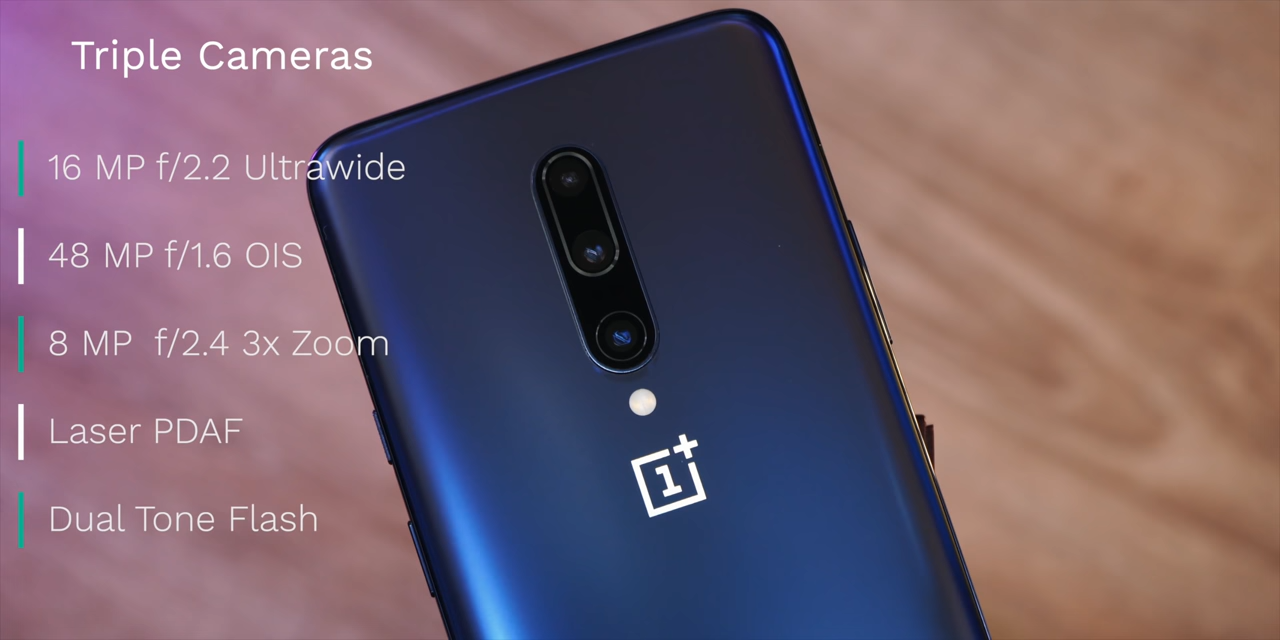 Triple Cameras
16 MP f/2.2 Ultrawide
48 MP f/1.6 OIS
8 MP  f/2.4 3x Zoom
Laser PDAF
Dual Tone Flash
1+